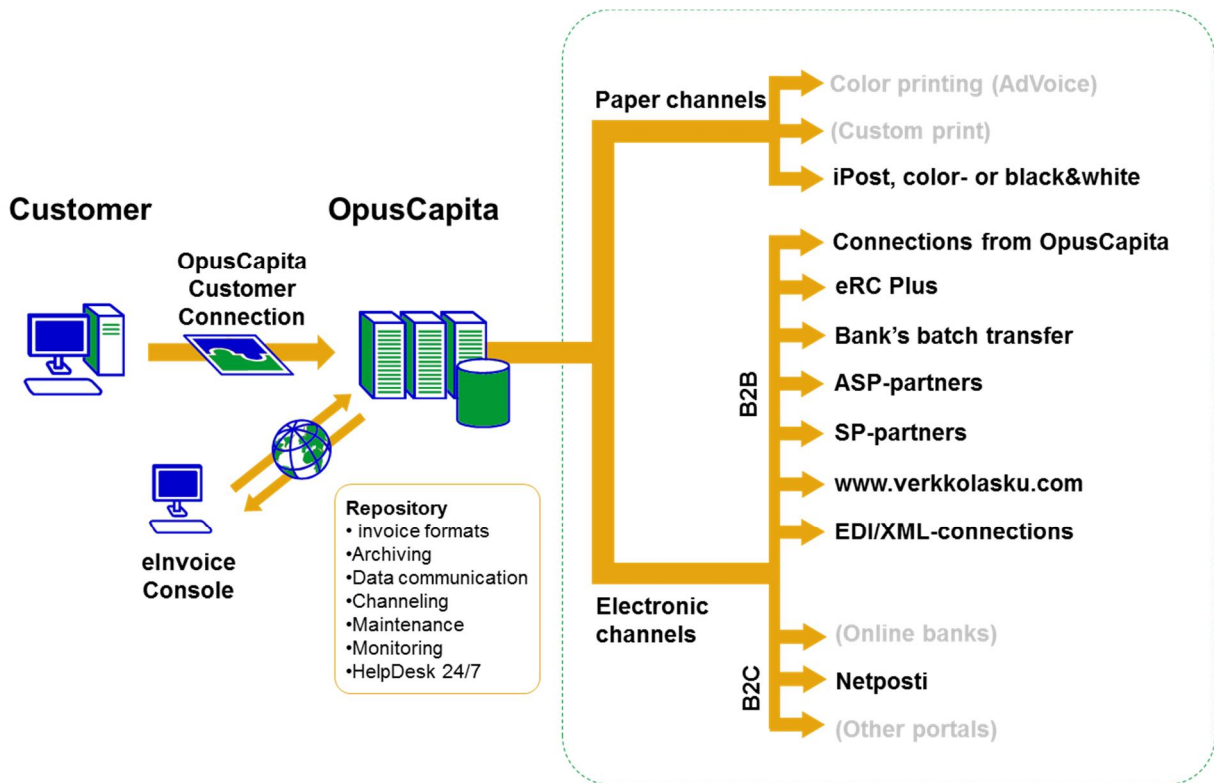 Customer
OpusCapita
OpusCapita
Customer
Connection
eInvoice
Console
Repository
• invoice formats
•Archiving
•Data communication
•Channeling
•Maintenance
•Monitoring
•HelpDesk 24/7
Paper channels
Color printing (AdVoice)
(Custom print)
iPost, color- or black&white
Electronic
channels
B2B
Connections from OpusCapita
eRC Plus
Bank’s batch transfer
ASP-partners
SP-partners
www.verkkolasku.com
EDI/XML-connections
B2C
(Online banks)
Netposti
(Other portals)